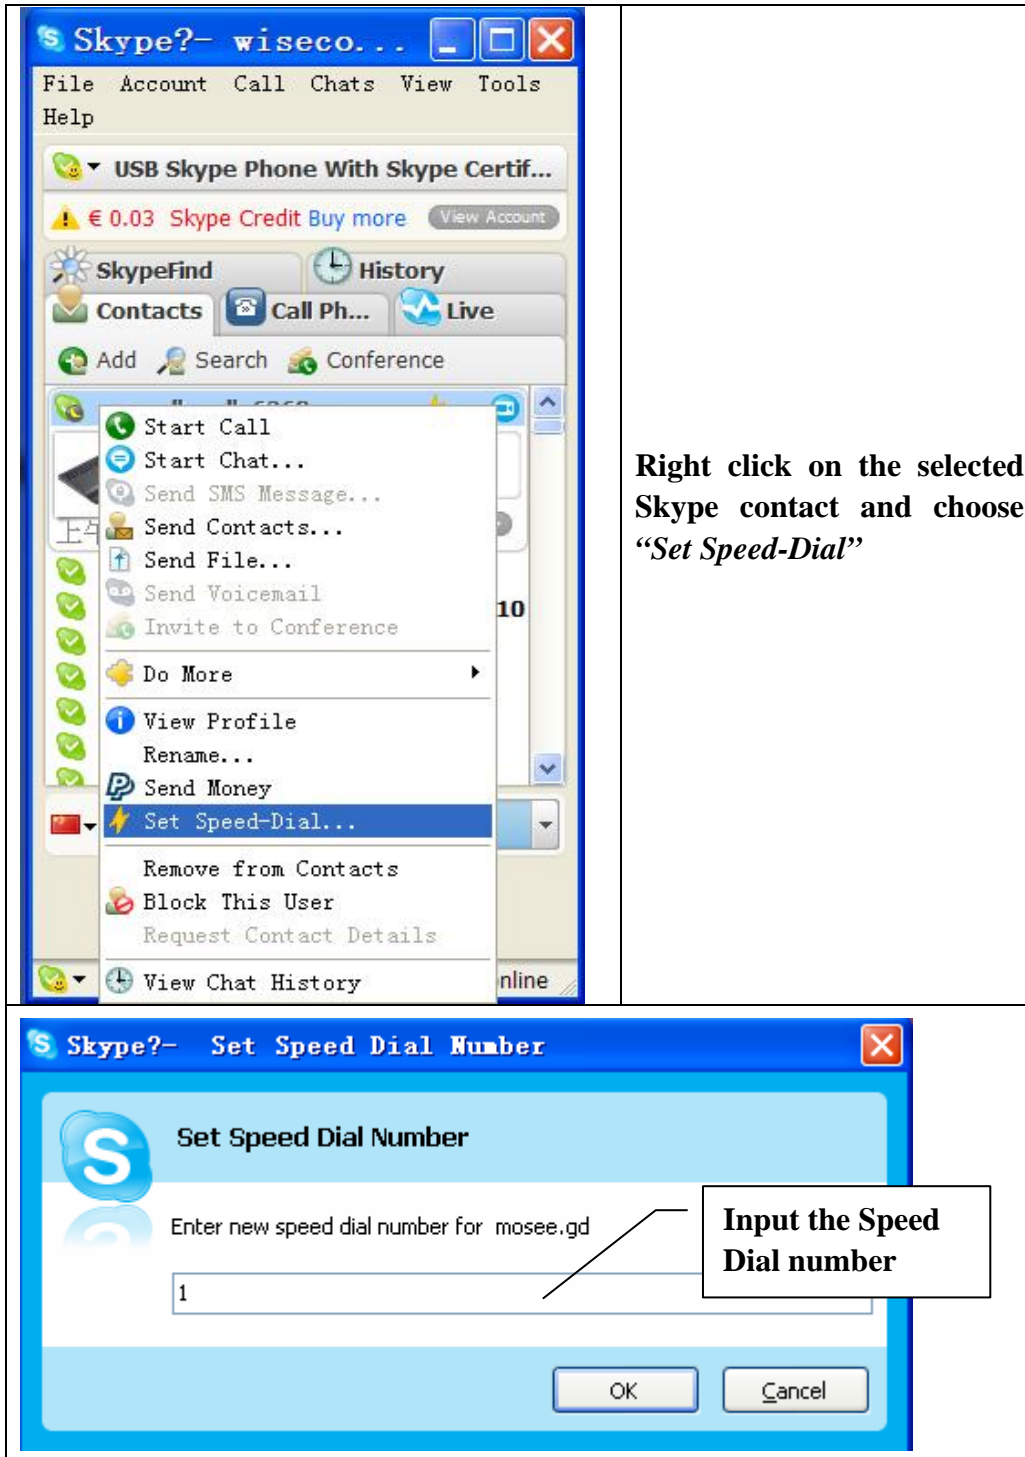 Skype?- wiseco...
File Account Call Chats View Tools
Help
USB Skype Phone With Skype Certif...
€ 0.03 Skype Credit Buy more View Account
SkypeFind History
Contacts Call Ph... Live
Add Search Conference
Start Call
Start Chat...
Send SMS Message...
上午
Send Contacts...
Send File...
Send Voicemail
10
Invite to Conference
Do More
View Profile
Rename...
Send Money
Set Speed-Dial...
Remove from Contacts
Block This User
Request Contact Details
View Chat History
nline
Right click on the selected
Skype contact and choose
“Set Speed-Dial”
Skype?- Set Speed Dial Number
Set Speed Dial Number
Enter new speed dial number for mosee.gd
1
Input the Speed
Dial number
OK Cancel